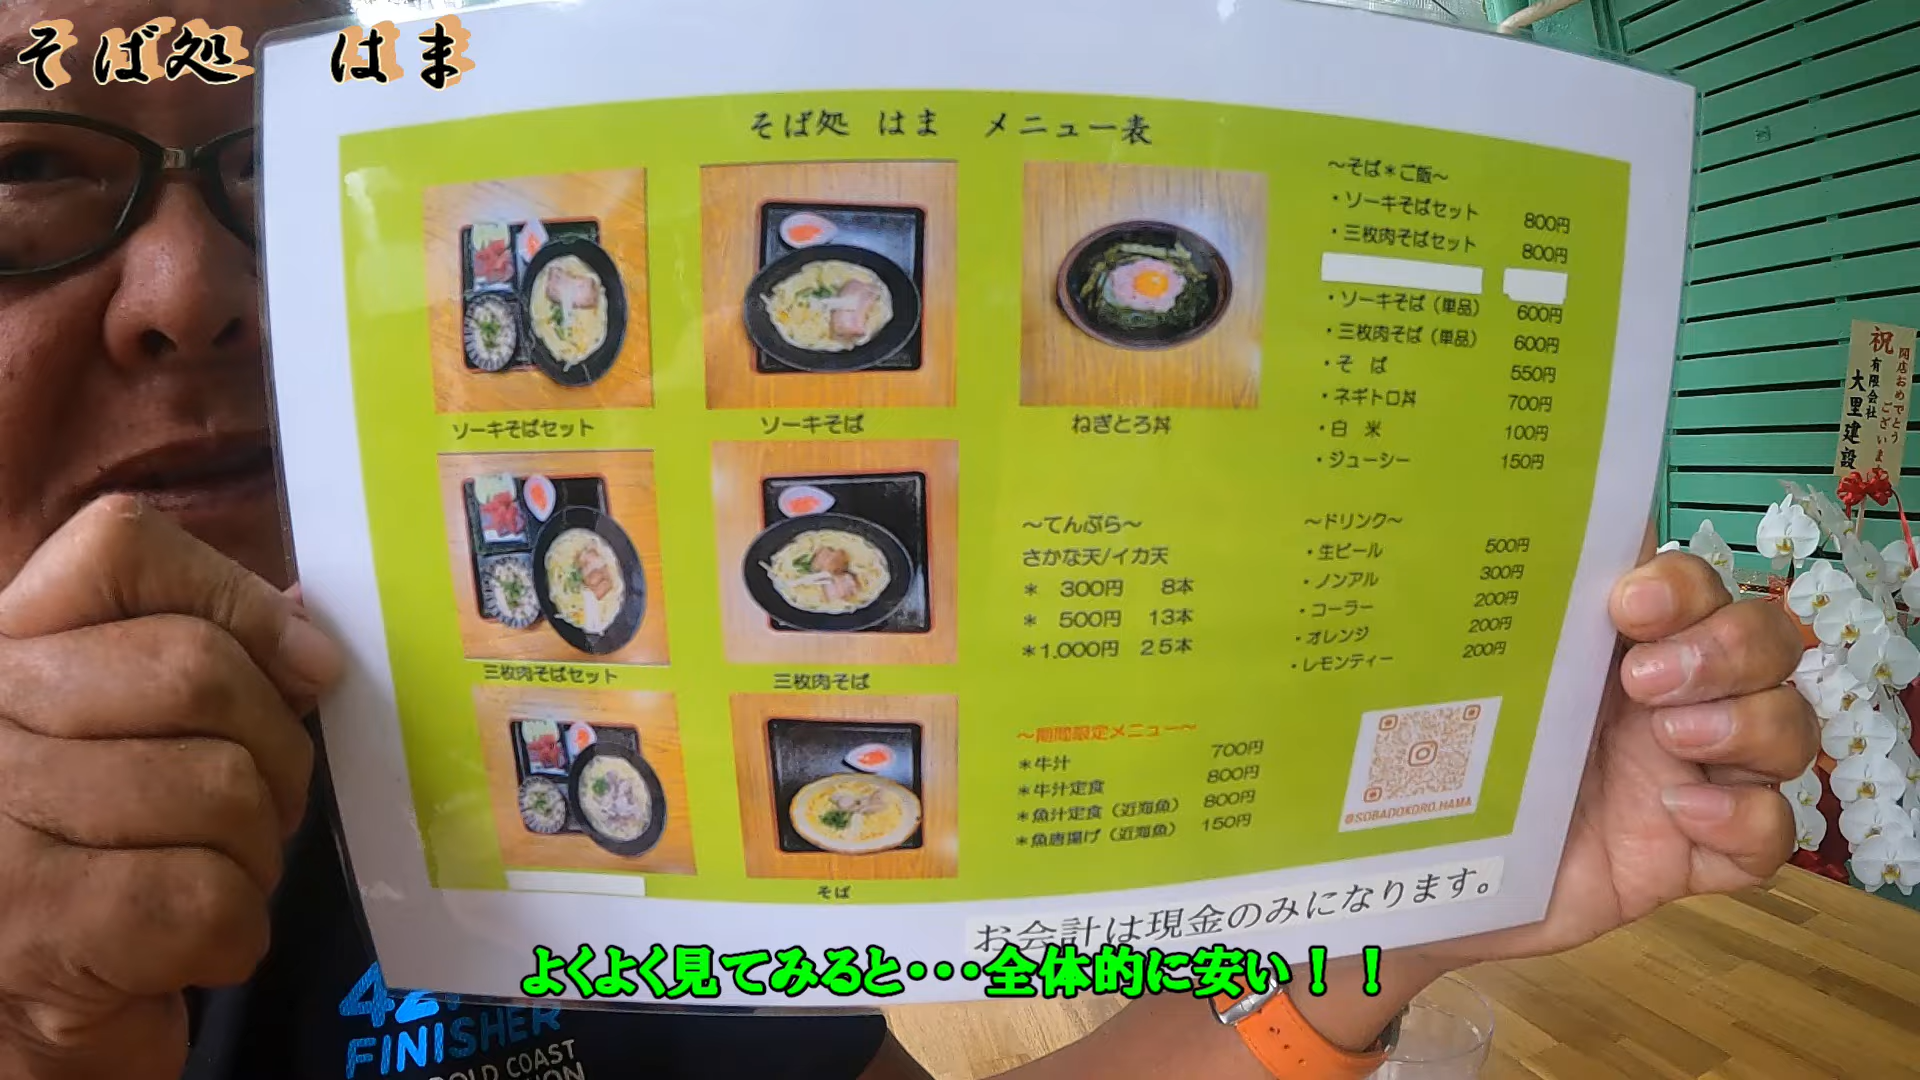 そば処 はま
そば処 はま メニュー表
ソーキそばセット
ソーキそば
ねぎとろ丼
三枚肉そばセット
三枚肉そば
そば
～そば＊ご飯～
・ソーキそばセット 800円
・三枚肉そばセット 800円
・ソーキそば（単品） 600円
・三枚肉そば（単品） 600円
・そ ば 550円
・ネギトロ丼 700円
・白 米 100円
・ジューシー 150円
～てんぷら～
さかな天/イカ天
＊ 300円 8本
＊ 500円 13本
＊1.000円 25本
～ドリンク～
・生ビール 500円
・ノンアル 300円
・コーラー 200円
・オレンジ 200円
・レモンティー 200円
～期間限定メニュー～
＊牛汁 700円
＊牛汁定食 800円
＊魚汁定食（近海魚） 800円
＊魚唐揚げ（近海魚） 150円
@SOBADOKORO.HAMA
お会計は現金のみになります。
祝
開店おめでとう
ございます
有限会社
大里建設
よくよく見てみると・・・全体的に安い！！
FINISHER
GOLD COAST